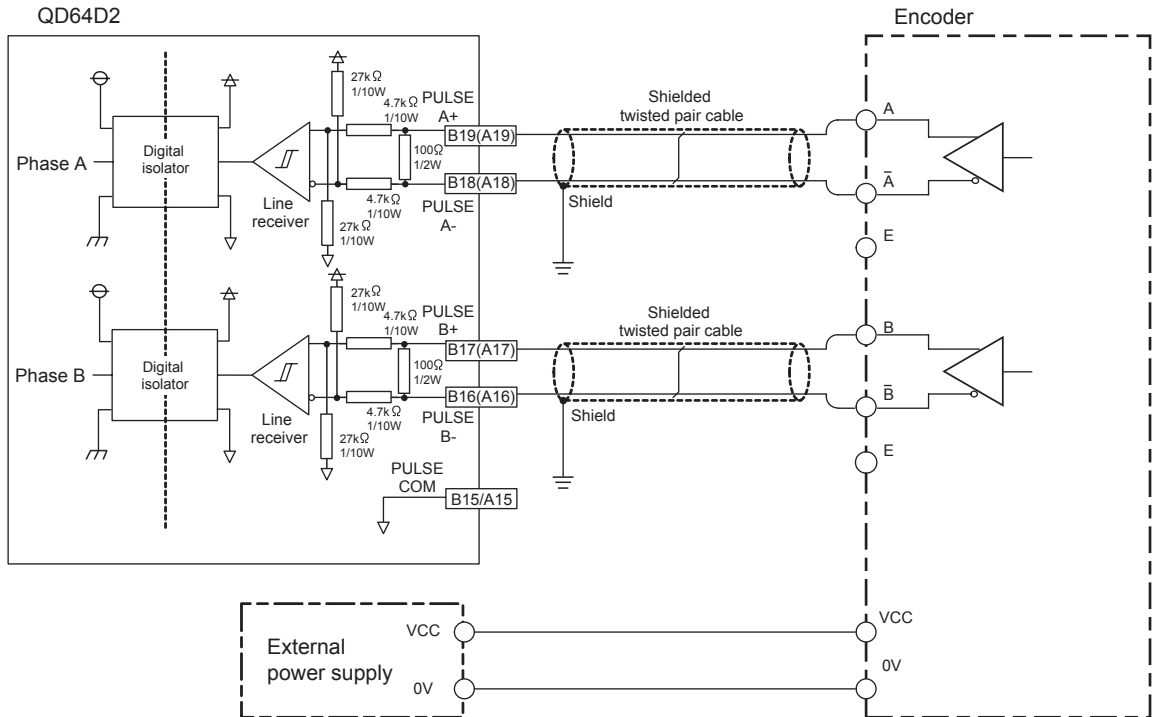 QD64D2
Encoder
27kΩ
1/10W
4.7kΩ
1/10W
PULSE
A+
B19(A19)
Shielded
twisted pair cable
A
Phase A
Digital
isolator
100Ω
1/2W
Line
receiver
B18(A18)
4.7kΩ
1/10W
PULSE
A-
27kΩ
1/10W
Shield
Ā
E
27kΩ
1/10W
4.7kΩ
1/10W
PULSE
B+
B17(A17)
Shielded
twisted pair cable
B
Phase B
Digital
isolator
100Ω
1/2W
Line
receiver
B16(A16)
4.7kΩ
1/10W
PULSE
B-
27kΩ
1/10W
Shield
B̄
E
PULSE
COM
B15/A15
External
power supply
VCC
0V
VCC
0V